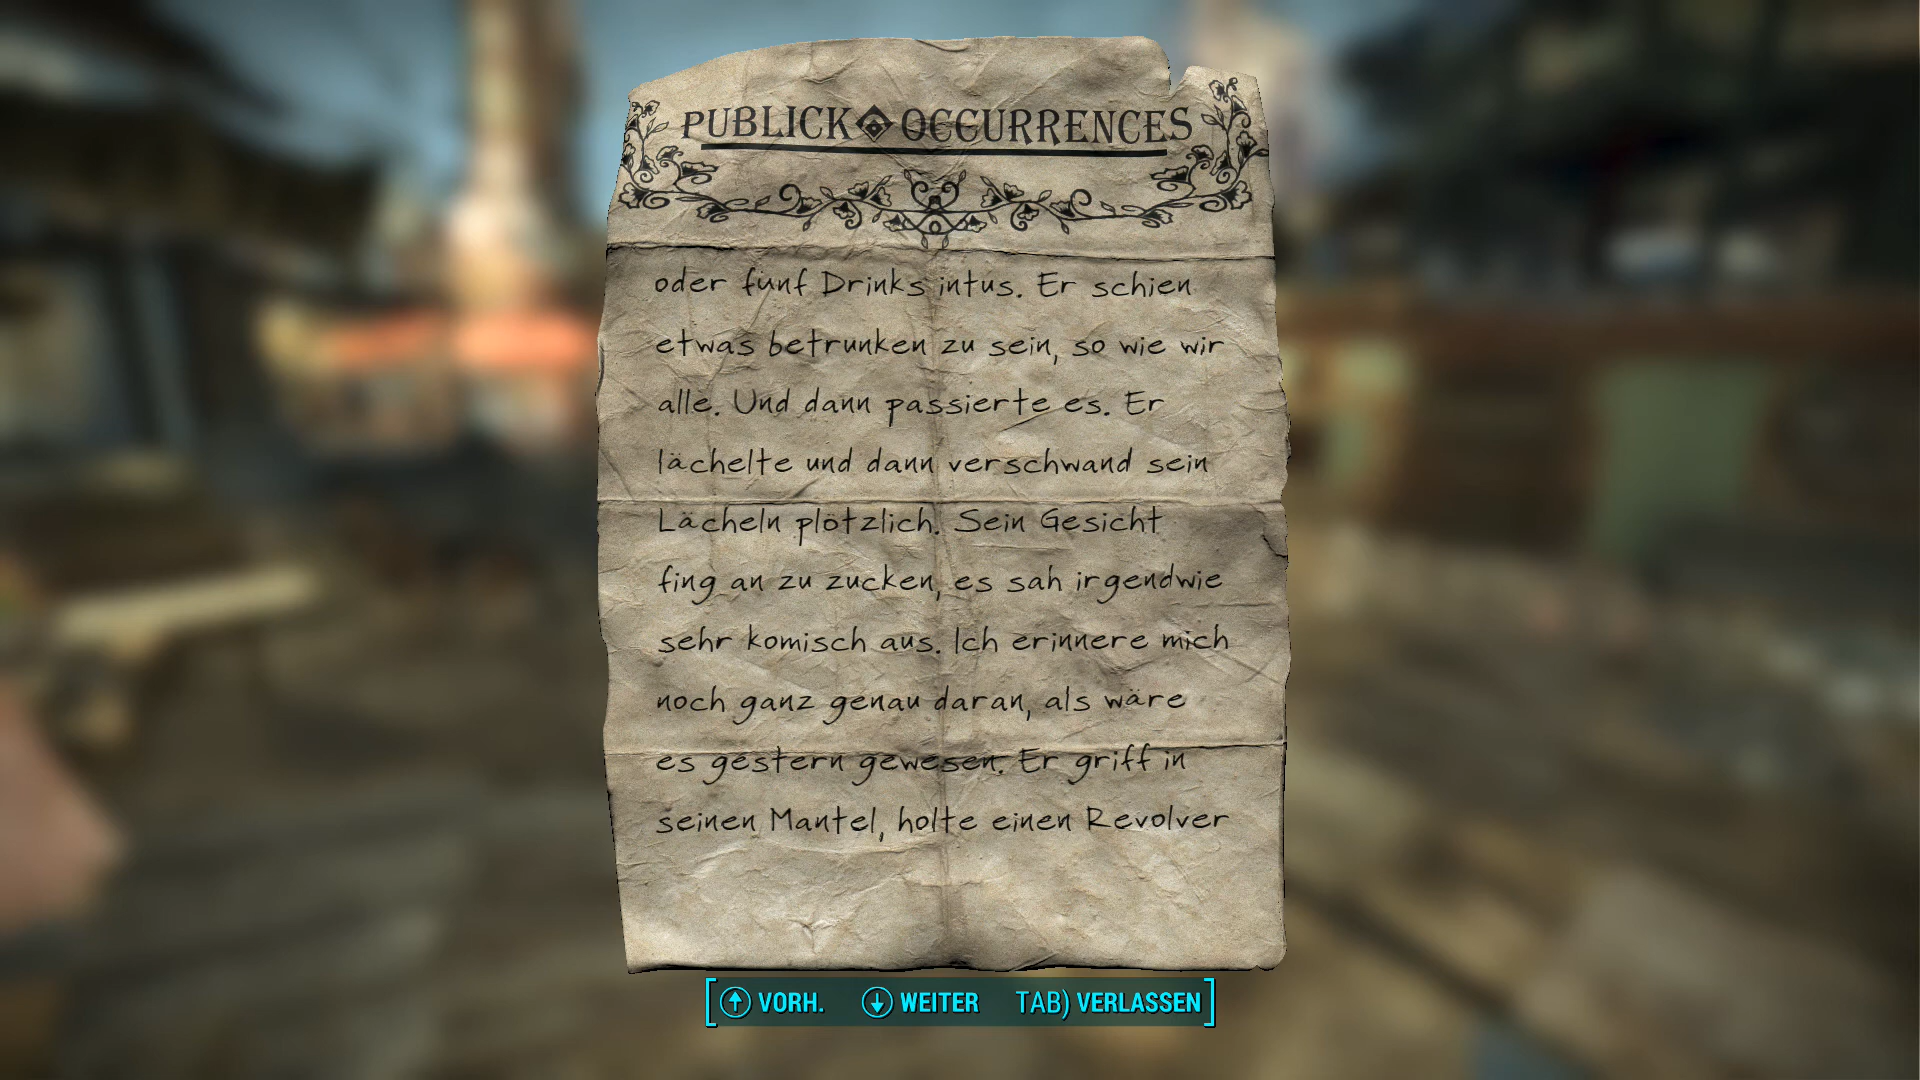 PUBLICK OCCURRENCES
oder fünf Drinks intus. Er schien
etwas betrunken zu sein, so wie wir
alle. Und dann passierte es. Er
lächelte und dann verschwand sein
Lächeln plötzlich. Sein Gesicht
fing an zu zucken, es sah irgendwie
sehr komisch aus. Ich erinnere mich
noch ganz genau daran, als wäre
es gestern gewesen. Er griff in
seinen Mantel, holte einen Revolver
VORH. WEITER TAB) VERLASSEN